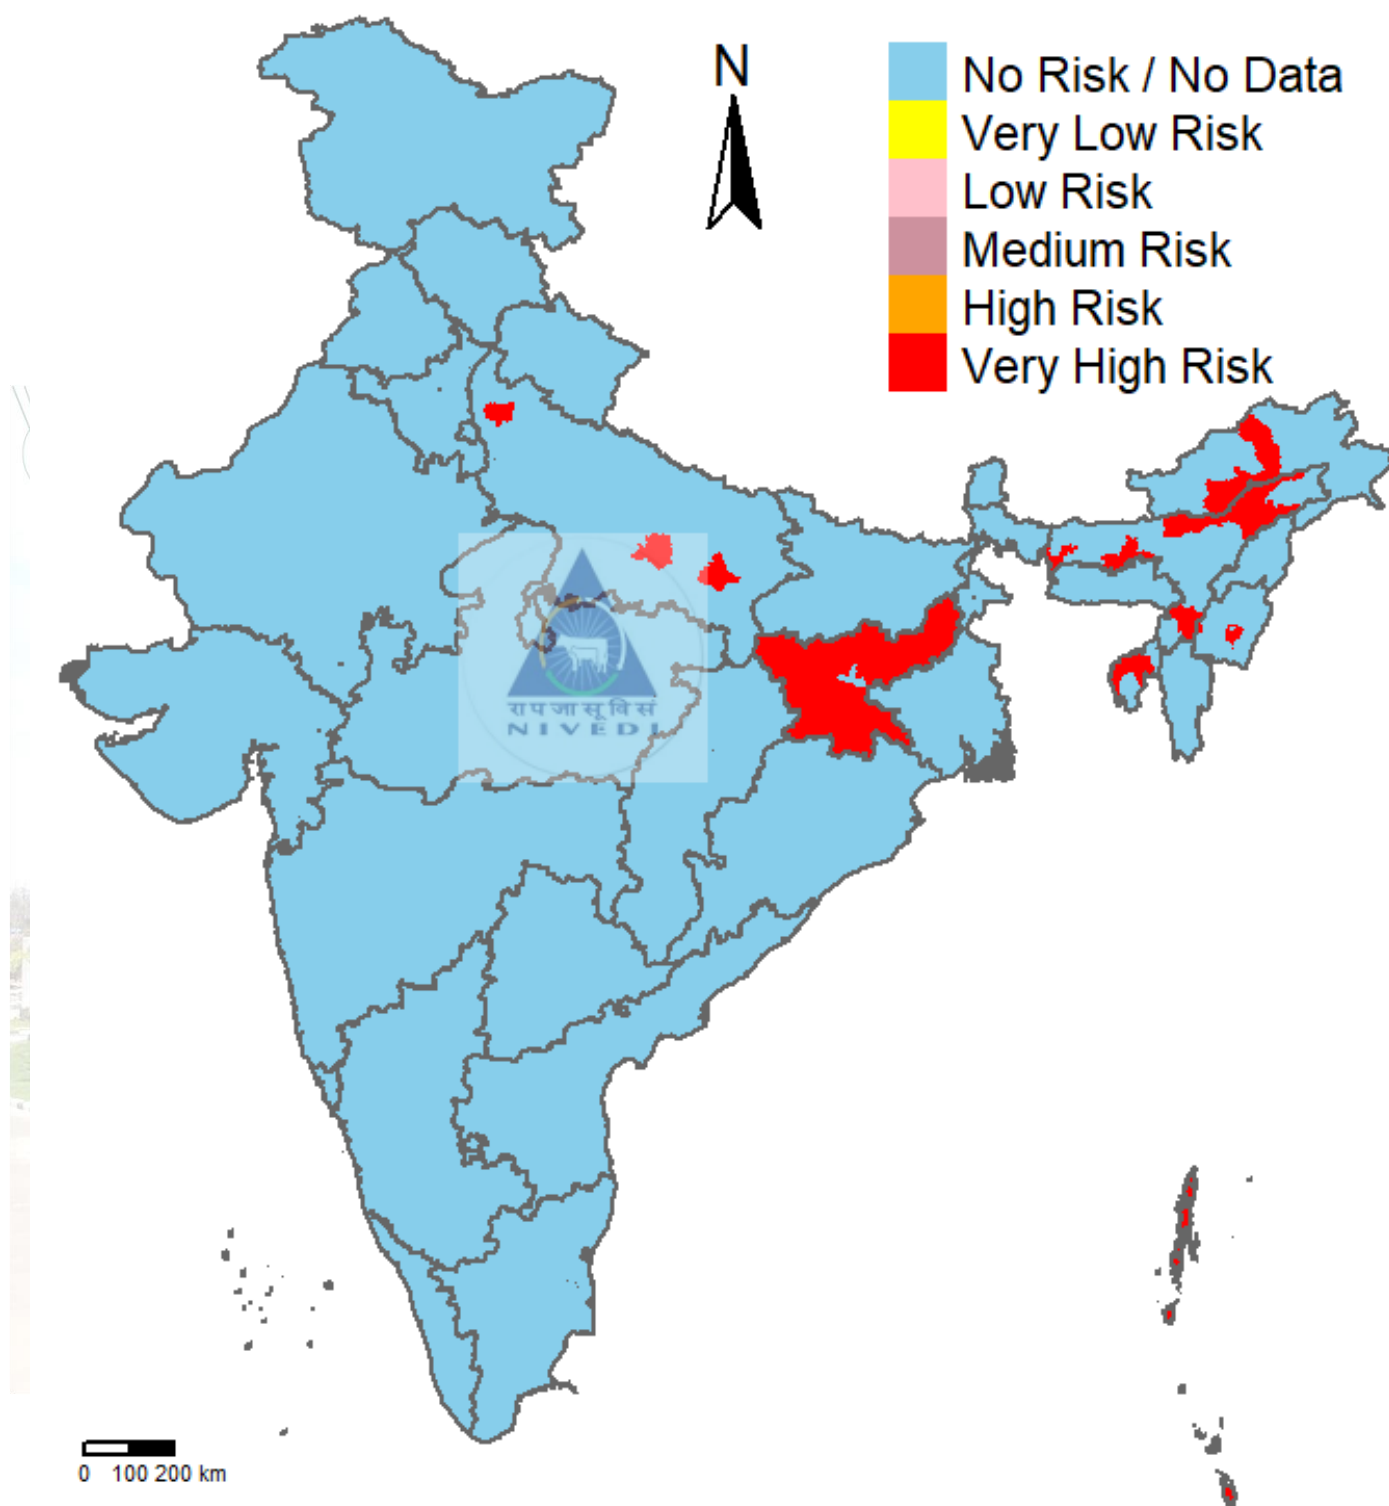 N
No Risk / No Data
Very Low Risk
Low Risk
Medium Risk
High Risk
Very High Risk
रापजासूविसं
NIVEDI
0 100 200 km